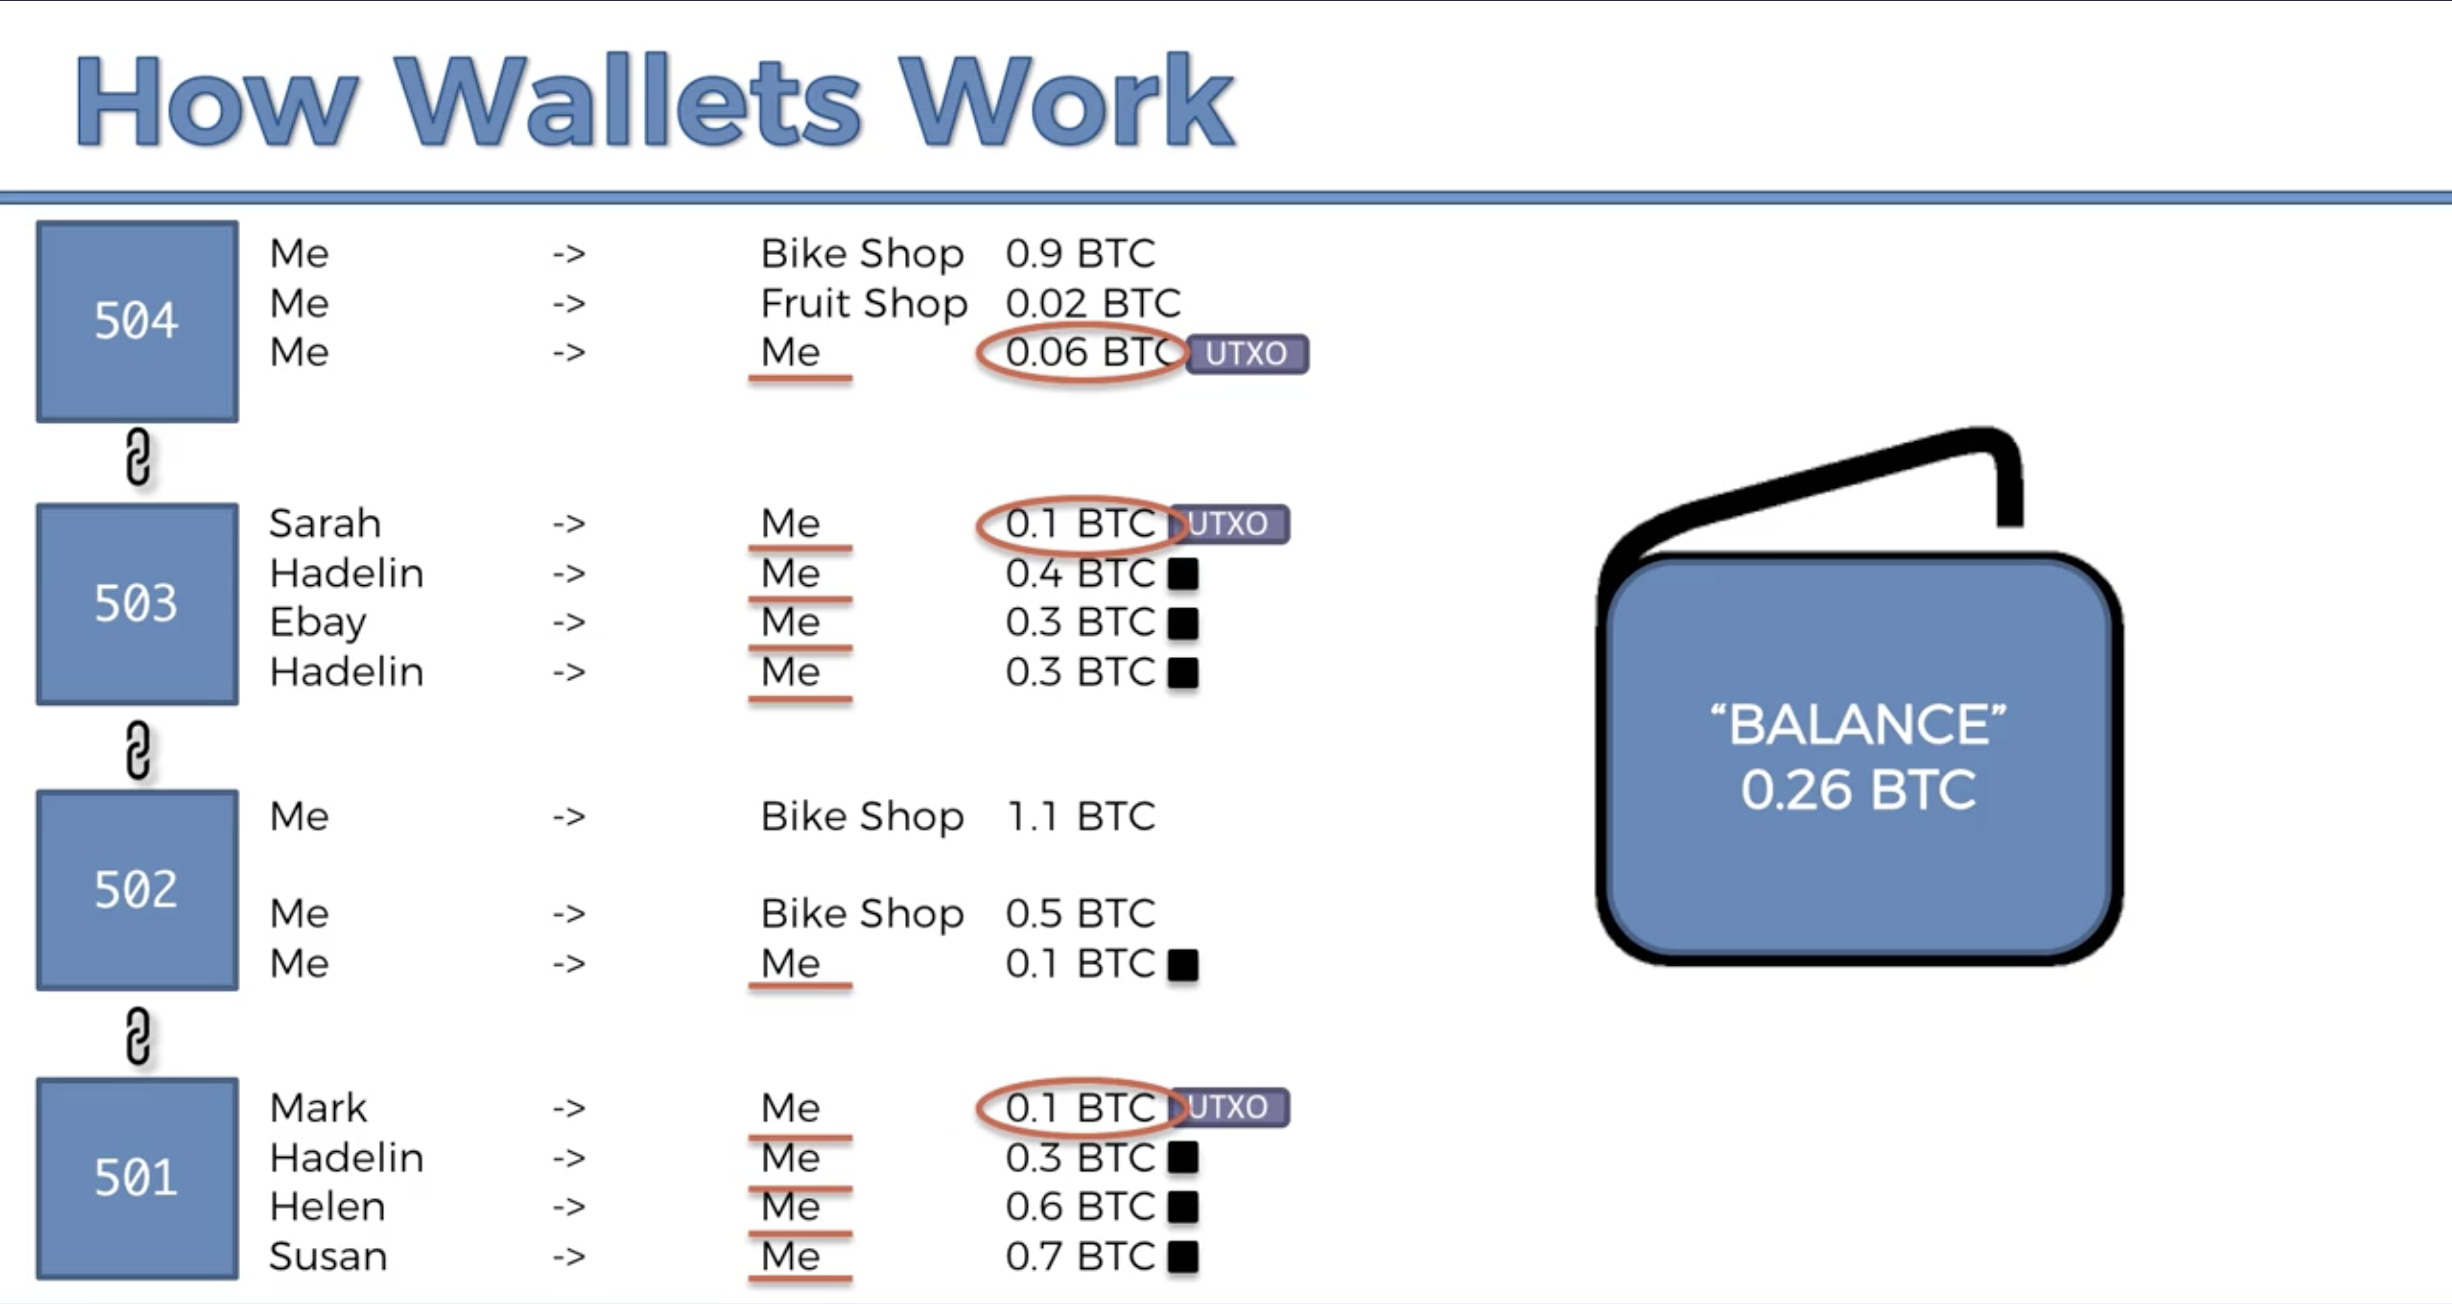 How Wallets Work
504
Me -> Bike Shop 0.9 BTC
Me -> Fruit Shop 0.02 BTC
Me -> Me 0.06 BTC UTXO
503
Sarah -> Me 0.1 BTC UTXO
Hadelin -> Me 0.4 BTC
Ebay -> Me 0.3 BTC
Hadelin -> Me 0.3 BTC
502
Me -> Bike Shop 1.1 BTC
Me -> Bike Shop 0.5 BTC
Me -> Me 0.1 BTC
501
Mark -> Me 0.1 BTC UTXO
Hadelin -> Me 0.3 BTC
Helen -> Me 0.6 BTC
Susan -> Me 0.7 BTC
“BALANCE”
0.26 BTC